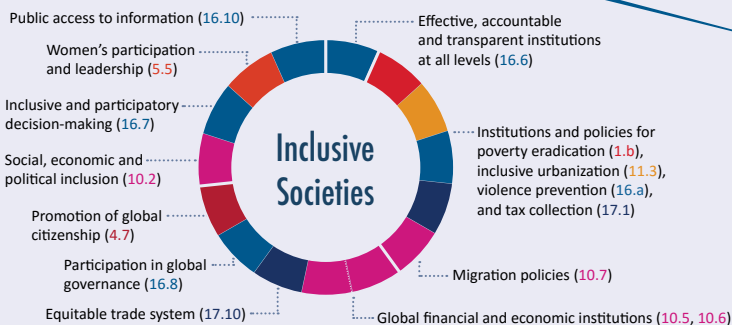 Public access to information (16.10)
Women's participation
and leadership (5.5)
Inclusive and participatory
decision-making (16.7)
Social, economic and
political inclusion (10.2)
Promotion of global
citizenship (4.7)
Participation in global
governance (16.8)
Equitable trade system (17.10)
Inclusive
Societies
Effective, accountable
and transparent institutions
at all levels (16.6)
Institutions and policies for
poverty eradication (1.b),
inclusive urbanization (11.3),
violence prevention (16.a),
and tax collection (17.1)
Migration policies (10.7)
Global financial and economic institutions (10.5, 10.6)